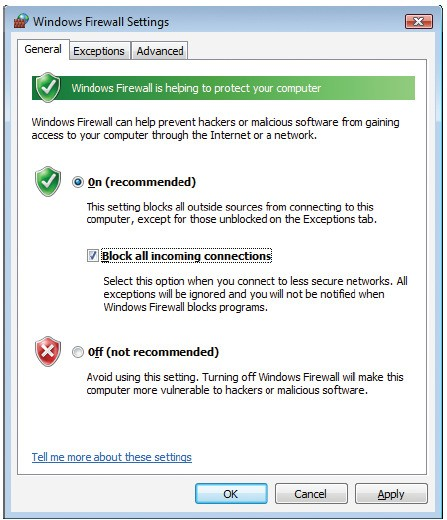 Windows Firewall Settings
General Exceptions Advanced
Windows Firewall is helping to protect your computer
Windows Firewall can help prevent hackers or malicious software from gaining
access to your computer through the Internet or a network.
On (recommended)
This setting blocks all outside sources from connecting to this
computer, except for those unblocked on the Exceptions tab.
Block all incoming connections
Select this option when you connect to less secure networks. All
exceptions will be ignored and you will not be notified when
Windows Firewall blocks programs.
Off (not recommended)
Avoid using this setting. Turning off Windows Firewall will make this
computer more vulnerable to hackers or malicious software.
Tell me more about these settings
OK Cancel Apply